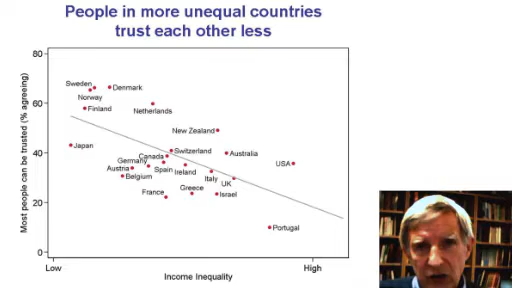 People in more unequal countries
trust each other less
Most people can be trusted (% agreeing)
80
60
40
20
0
Sweden
Denmark
Norway
Finland
Netherlands
New Zealand
Japan
Switzerland
Canada
Australia
Germany
USA
Austria
Spain
Ireland
Belgium
Italy
UK
France
Greece
Israel
Portugal
Low
High
Income Inequality